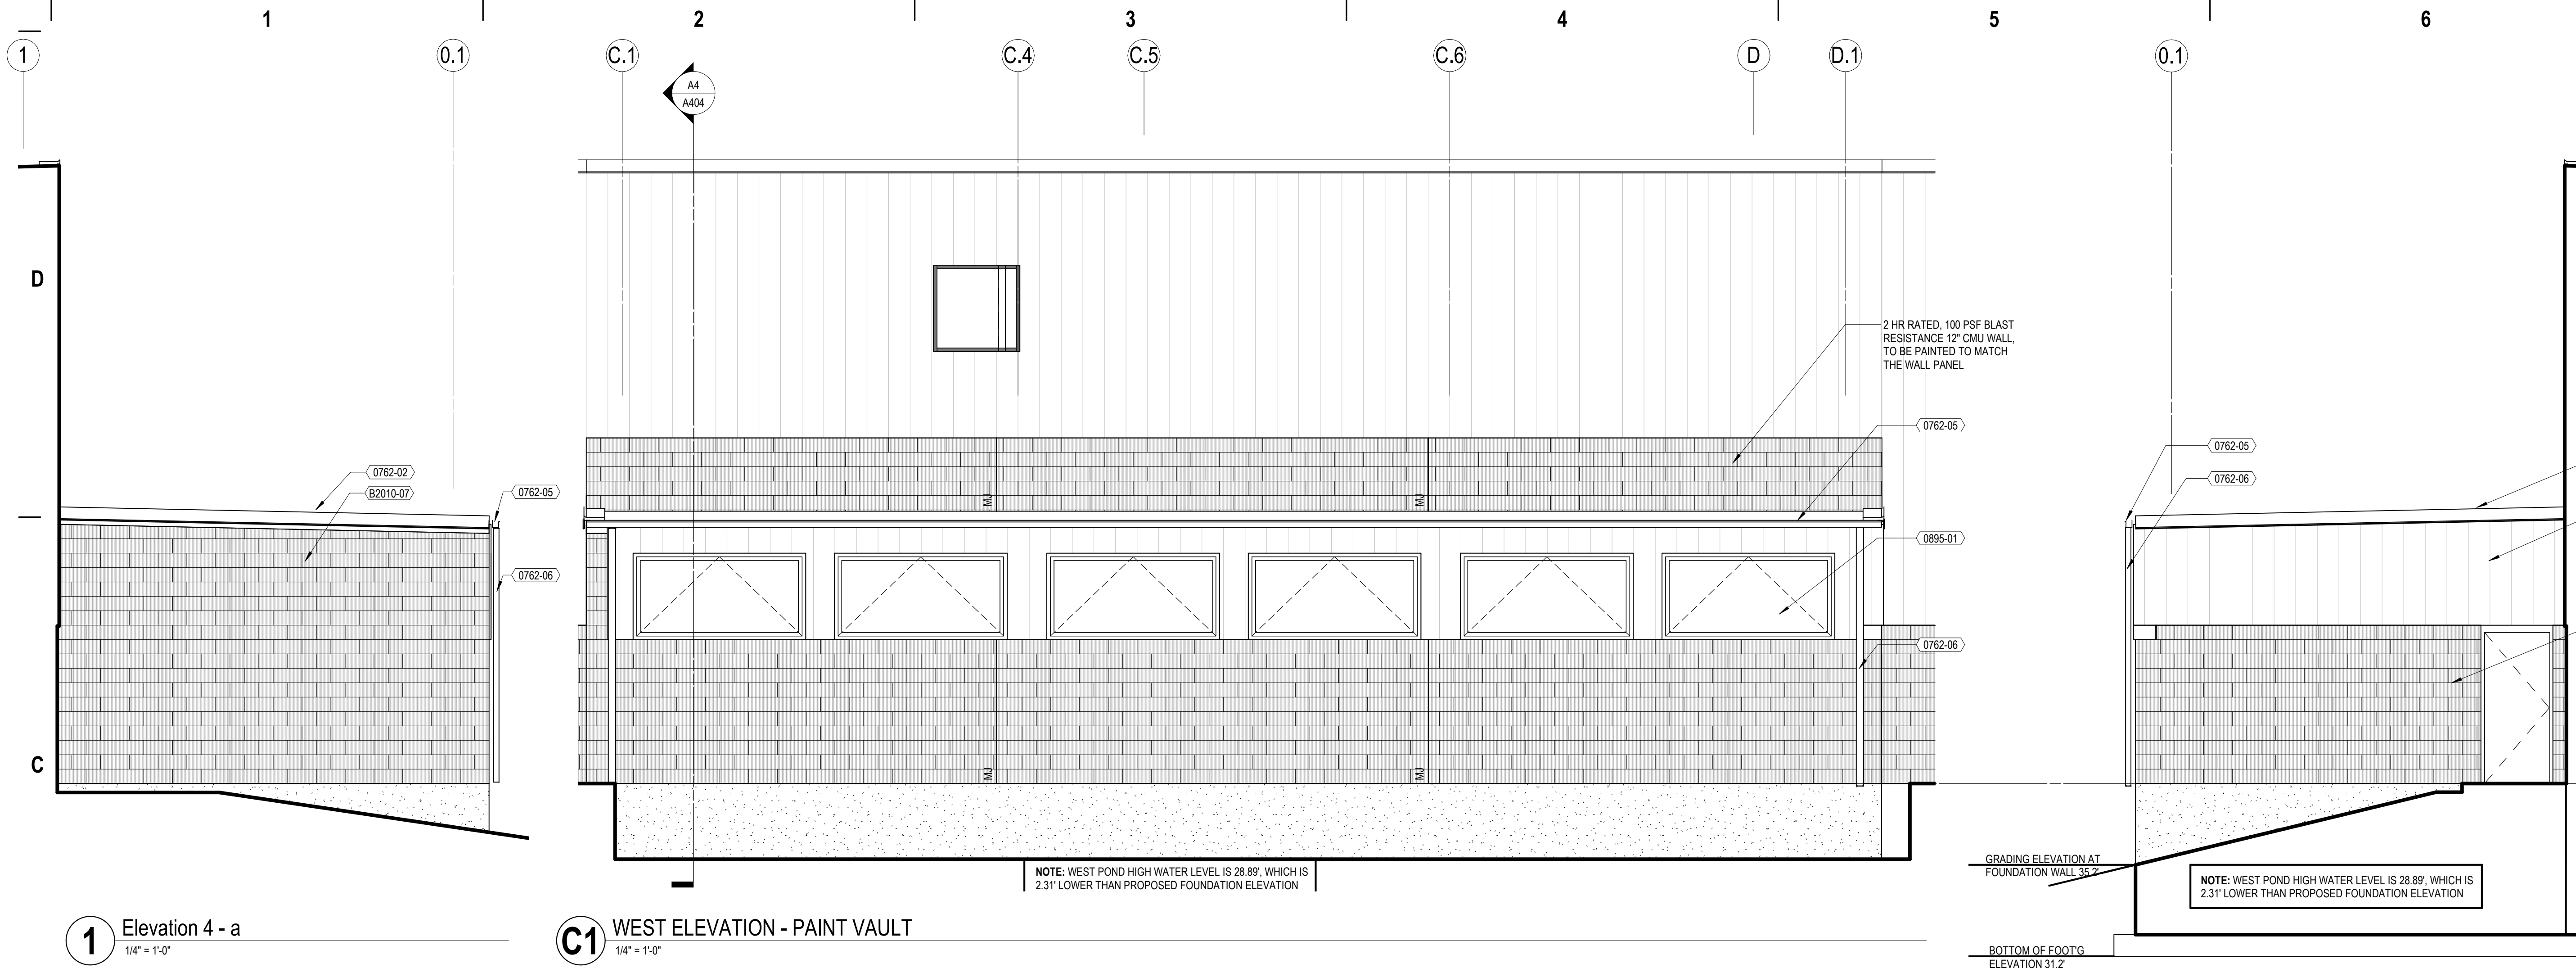 1
2
3
4
5
6
1
0.1
C.1
C.4
C.5
C.6
D
D.1
0.1
A4
A404
D
C
2 HR RATED, 100 PSF BLAST
RESISTANCE 12" CMU WALL,
TO BE PAINTED TO MATCH
THE WALL PANEL
0762-02
B2010-07
0762-05
0762-06
MJ
MJ
MJ
MJ
0762-05
0895-01
0762-06
0762-05
0762-06
NOTE: WEST POND HIGH WATER LEVEL IS 28.89', WHICH IS
2.31' LOWER THAN PROPOSED FOUNDATION ELEVATION
GRADING ELEVATION AT
FOUNDATION WALL 35.2'
NOTE: WEST POND HIGH WATER LEVEL IS 28.89', WHICH IS
2.31' LOWER THAN PROPOSED FOUNDATION ELEVATION
BOTTOM OF FOOT'G
ELEVATION 31.2'
1
Elevation 4 - a
1/4" = 1'-0"
C1
WEST ELEVATION - PAINT VAULT
1/4" = 1'-0"